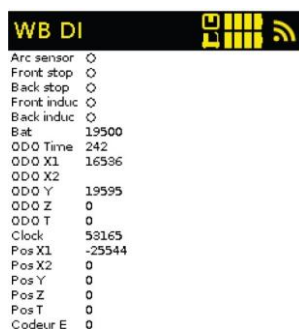 WB DI
Arc sensor
Front stop
Back stop
Front induc
Back induc
Bat 19500
ODO Time 242
ODO X1 16536
ODO X2
ODO Y 19595
ODO Z 0
ODO T 0
Clock 53165
Pos X1 -25544
Pos X2 0
Pos Y 0
Pos Z 0
Pos T 0
Codeur E 0